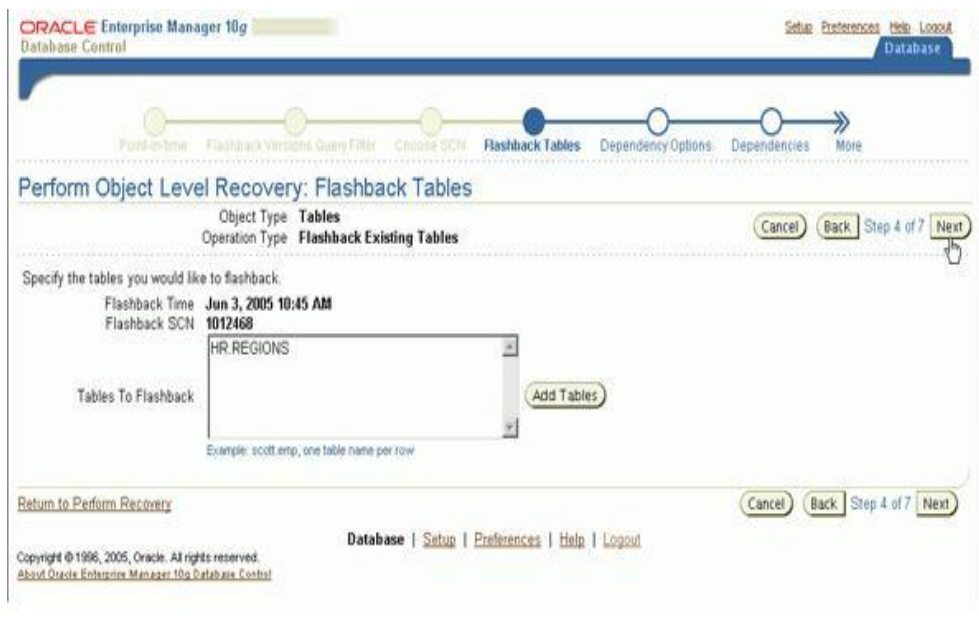 ORACLE Enterprise Manager 10g
Database Control
Setup Preferences Help Logout
Database
Point-in-time Flashback Versions Query Filter Choose SCN Flashback Tables Dependency Options Dependencies More
Perform Object Level Recovery: Flashback Tables
Object Type Tables
Operation Type Flashback Existing Tables
Cancel Back Step 4 of 7 Next
Specify the tables you would like to flashback.
Flashback Time Jun 3, 2005 10:45 AM
Flashback SCN 1012468
HR.REGIONS
Tables To Flashback
Add Tables
Example: scott.emp, one table name per row
Return to Perform Recovery
Cancel Back Step 4 of 7 Next
Database | Setup | Preferences | Help | Logout
Copyright © 1996, 2005, Oracle. All rights reserved.
About Oracle Enterprise Manager 10g Database Control